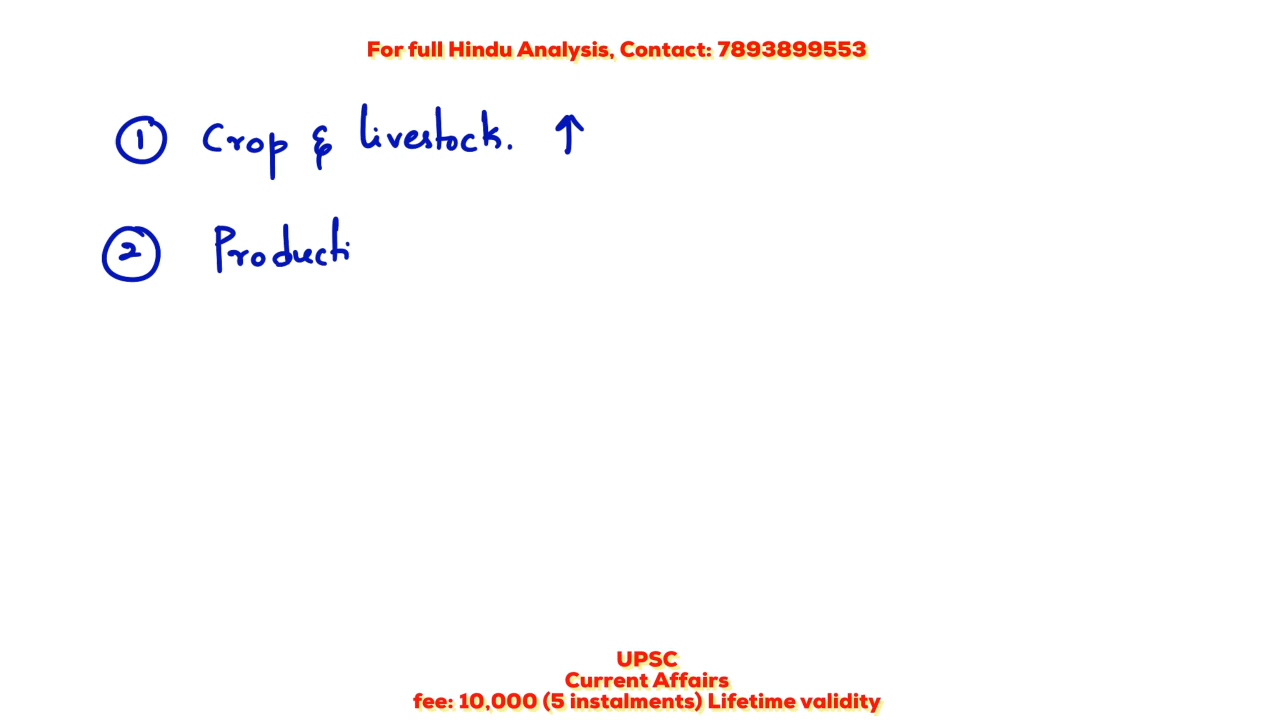 For full Hindu Analysis, Contact: 7893899553
① Crop & livestock. ↑
② Producti
UPSC
Current Affairs
fee: 10,000 (5 instalments) Lifetime validity